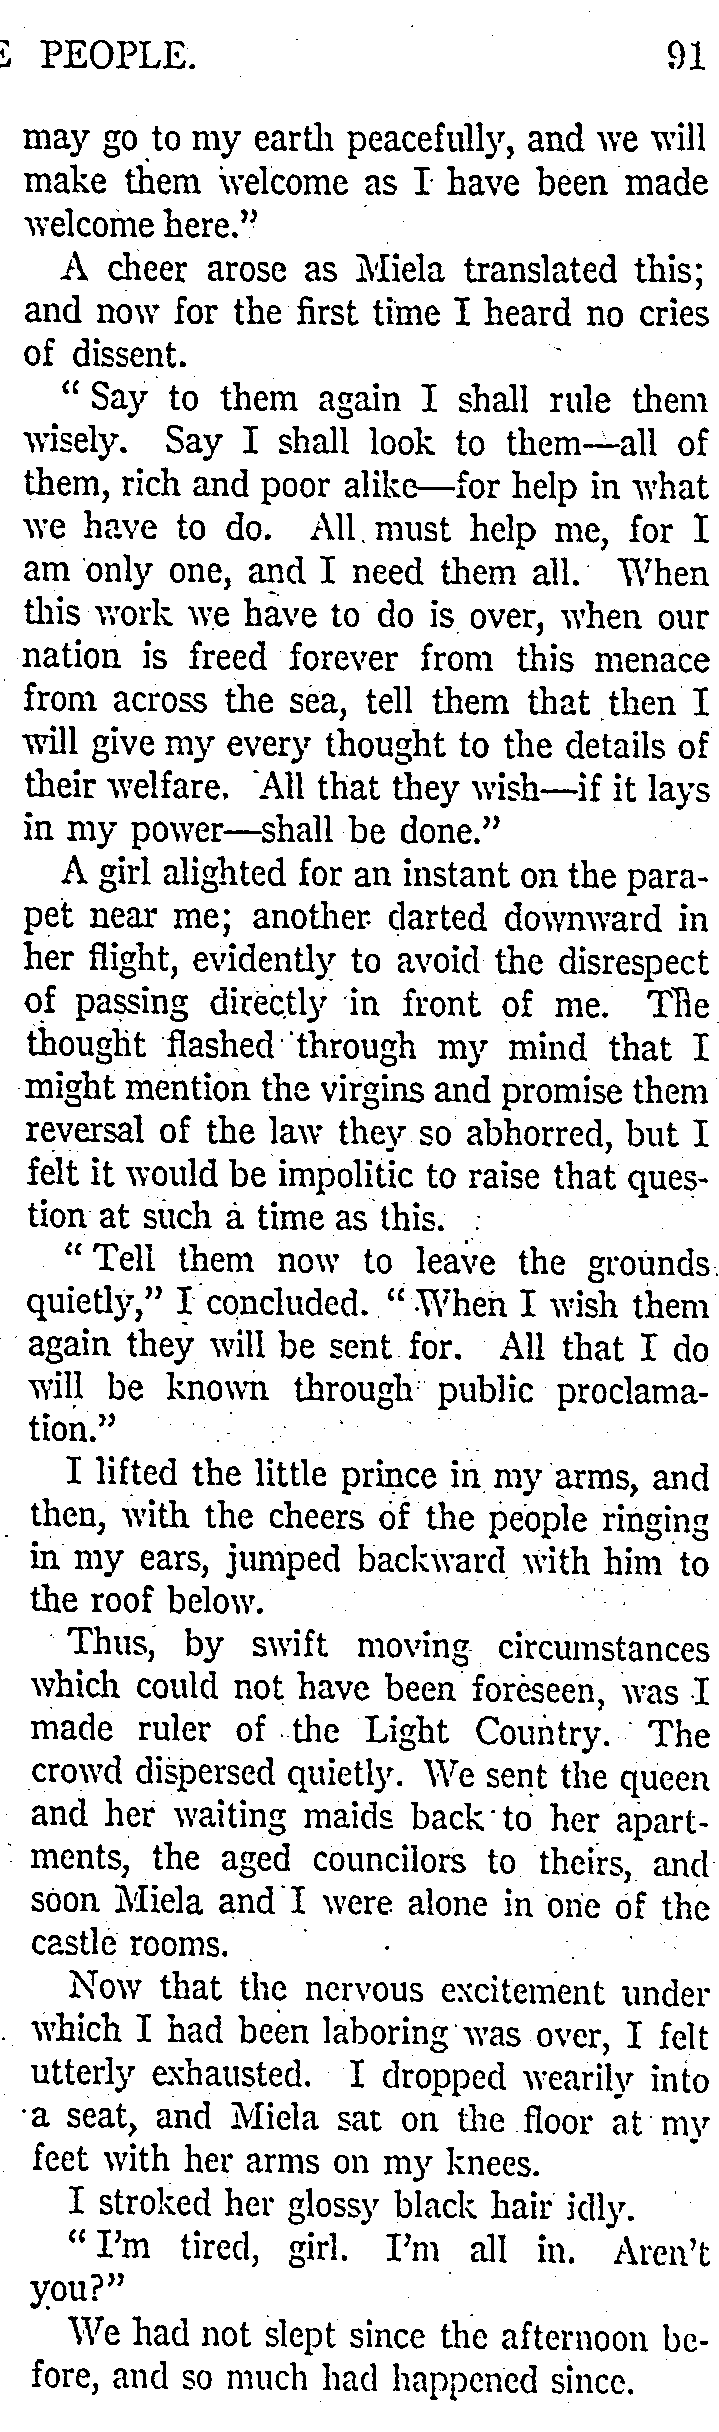 E PEOPLE. 91
may go to my earth peacefully, and we will
make them welcome as I have been made
welcome here.”
A cheer arose as Miela translated this;
and now for the first time I heard no cries
of dissent.
“ Say to them again I shall rule them
wisely. Say I shall look to them—all of
them, rich and poor alike—for help in what
we have to do. All must help me, for I
am only one, and I need them all. When
this work we have to do is over, when our
nation is freed forever from this menace
from across the sea, tell them that then I
will give my every thought to the details of
their welfare. All that they wish—if it lays
in my power—shall be done.”
A girl alighted for an instant on the para-
pet near me; another darted downward in
her flight, evidently to avoid the disrespect
of passing directly in front of me. The
thought flashed through my mind that I
might mention the virgins and promise them
reversal of the law they so abhorred, but I
felt it would be impolitic to raise that ques-
tion at such a time as this.
“ Tell them now to leave the grounds
quietly,” I concluded. “ When I wish them
again they will be sent for. All that I do
will be known through public proclama-
tion.”
I lifted the little prince in my arms, and
then, with the cheers of the people ringing
in my ears, jumped backward with him to
the roof below.
Thus, by swift moving circumstances
which could not have been foreseen, was I
made ruler of the Light Country. The
crowd dispersed quietly. We sent the queen
and her waiting maids back to her apart-
ments, the aged councilors to theirs, and
soon Miela and I were alone in one of the
castle rooms.
Now that the nervous excitement under
which I had been laboring was over, I felt
utterly exhausted. I dropped wearily into
a seat, and Miela sat on the floor at my
feet with her arms on my knees.
I stroked her glossy black hair idly.
“ I’m tired, girl. I’m all in. Aren’t
you?”
We had not slept since the afternoon be-
fore, and so much had happened since.